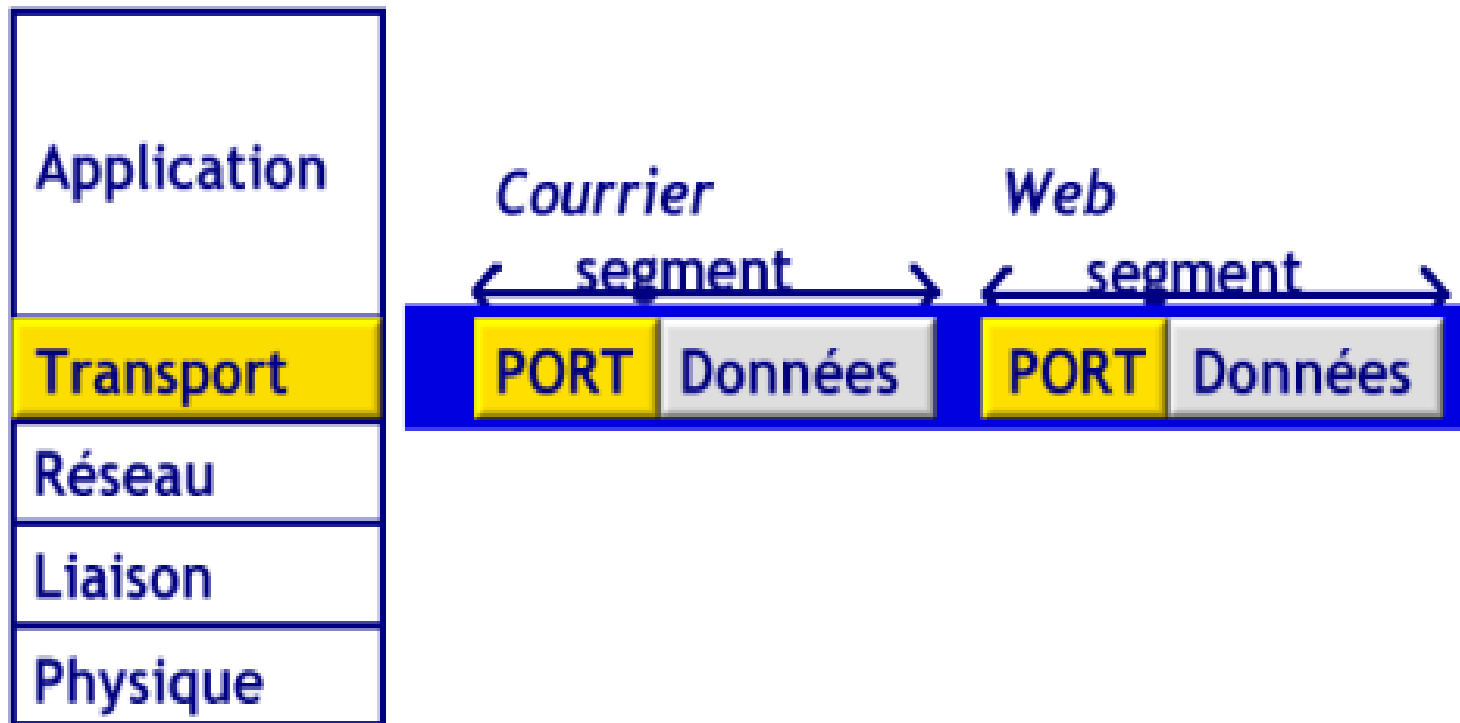 Application
Courrier Web
segment segment
Transport PORT Données PORT Données
Réseau
Liaison
Physique